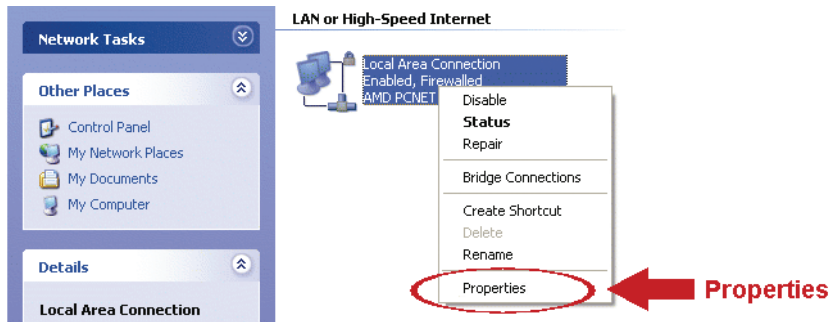 Network Tasks
Other Places
Control Panel
My Network Places
My Documents
My Computer
Details
Local Area Connection
LAN or High-Speed Internet
Local Area Connection
Enabled, Firewalled
AMD PCNET
Disable
Status
Repair
Bridge Connections
Create Shortcut
Delete
Rename
Properties
Properties